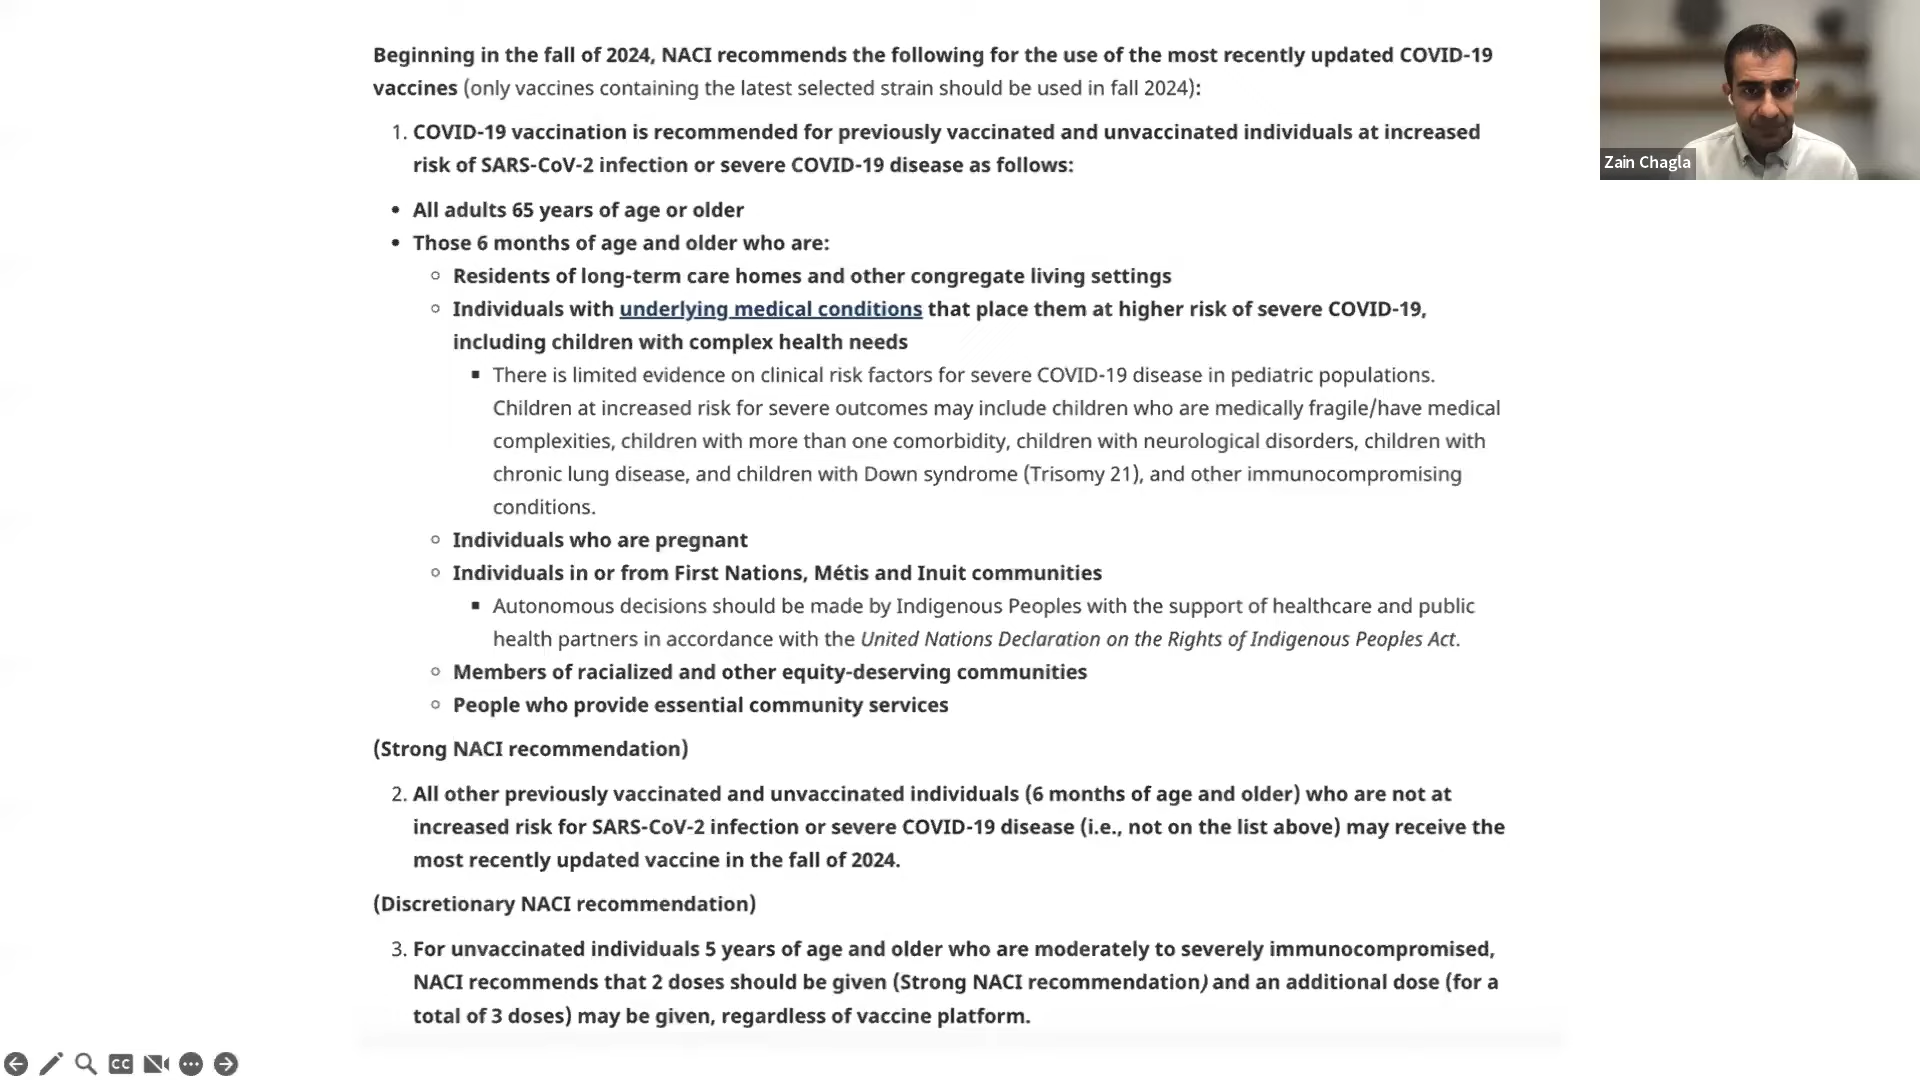 Beginning in the fall of 2024, NACI recommends the following for the use of the most recently updated COVID-19
vaccines (only vaccines containing the latest selected strain should be used in fall 2024):
1. COVID-19 vaccination is recommended for previously vaccinated and unvaccinated individuals at increased
risk of SARS-CoV-2 infection or severe COVID-19 disease as follows:
• All adults 65 years of age or older
• Those 6 months of age and older who are:
○ Residents of long-term care homes and other congregate living settings
○ Individuals with underlying medical conditions that place them at higher risk of severe COVID-19,
including children with complex health needs
▪ There is limited evidence on clinical risk factors for severe COVID-19 disease in pediatric populations.
Children at increased risk for severe outcomes may include children who are medically fragile/have medical
complexities, children with more than one comorbidity, children with neurological disorders, children with
chronic lung disease, and children with Down syndrome (Trisomy 21), and other immunocompromising
conditions.
○ Individuals who are pregnant
○ Individuals in or from First Nations, Métis and Inuit communities
▪ Autonomous decisions should be made by Indigenous Peoples with the support of healthcare and public
health partners in accordance with the United Nations Declaration on the Rights of Indigenous Peoples Act.
○ Members of racialized and other equity-deserving communities
○ People who provide essential community services
(Strong NACI recommendation)
2. All other previously vaccinated and unvaccinated individuals (6 months of age and older) who are not at
increased risk for SARS-CoV-2 infection or severe COVID-19 disease (i.e., not on the list above) may receive the
most recently updated vaccine in the fall of 2024.
(Discretionary NACI recommendation)
3. For unvaccinated individuals 5 years of age and older who are moderately to severely immunocompromised,
NACI recommends that 2 doses should be given (Strong NACI recommendation) and an additional dose (for a
total of 3 doses) may be given, regardless of vaccine platform.
Zain Chagla
CC